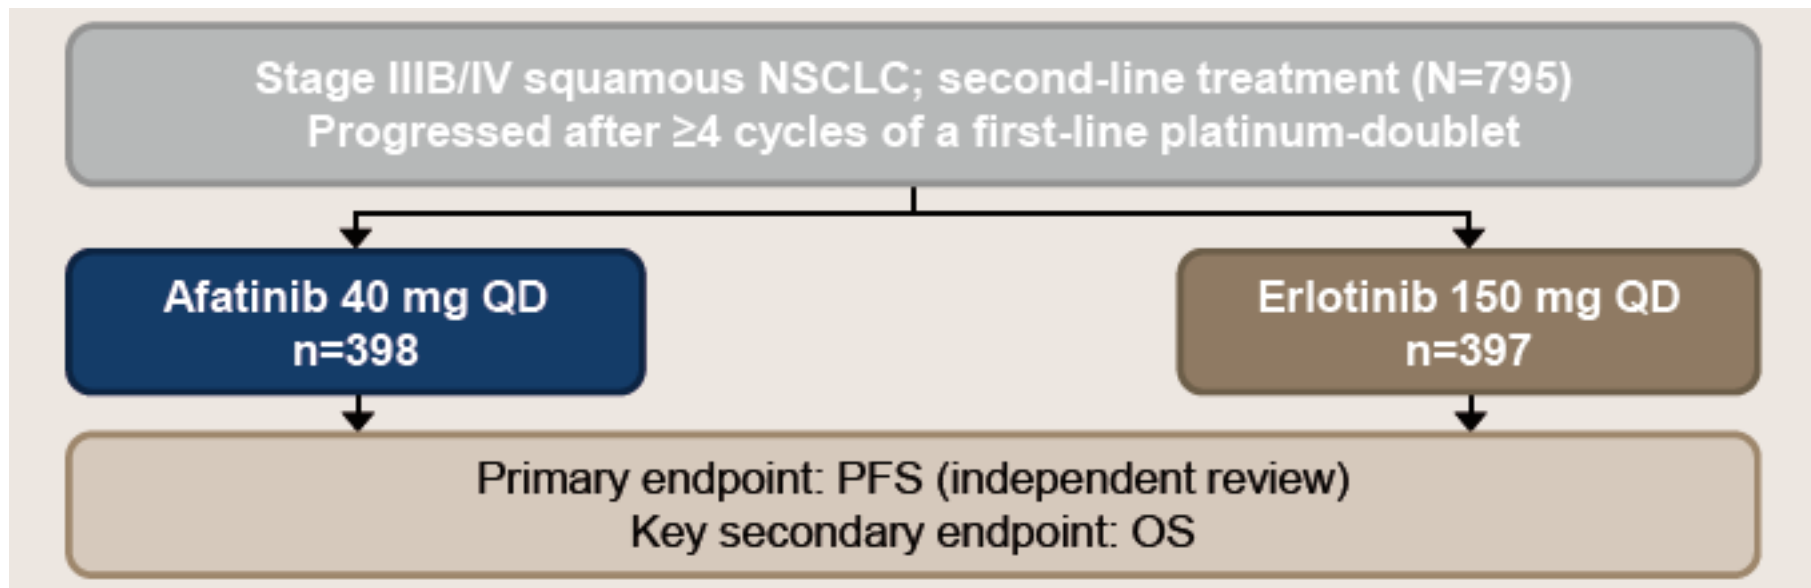 Stage IIIB/IV squamous NSCLC; second-line treatment (N=795)
Progressed after ≥4 cycles of a first-line platinum-doublet
Afatinib 40 mg QD
n=398
Erlotinib 150 mg QD
n=397
Primary endpoint: PFS (independent review)
Key secondary endpoint: OS